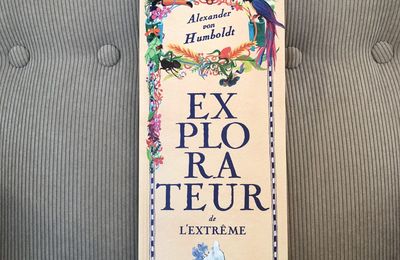 Alexander
von
Humboldt
EX
PLO
RA
TEUR
de
L'EXTRÊME